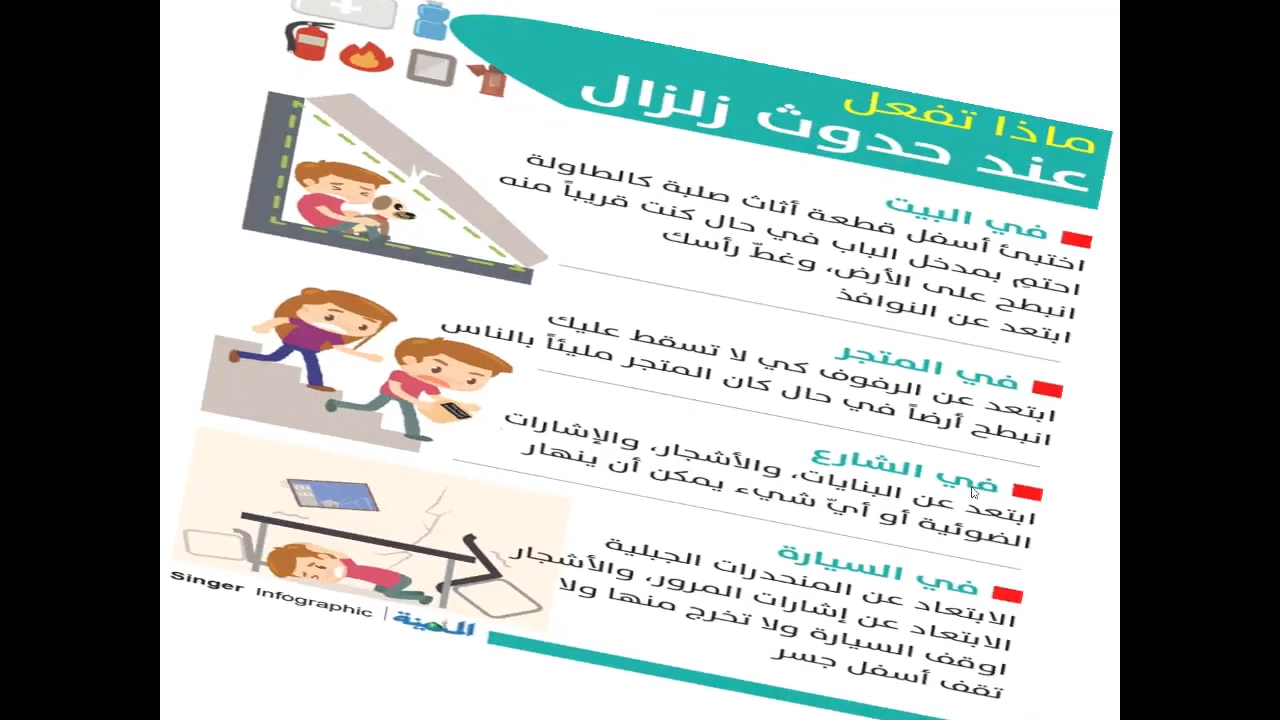 ماذا تفعل
عند حدوث زلزال
في البيت
اختبئ أسفل قطعة أثاث صلبة كالطاولة
احتمِ بمدخل الباب في حال كنت قريباً منه
انبطح على الأرض، وغطّ رأسك
ابتعد عن النوافذ
في المتجر
ابتعد عن الرفوف كي لا تسقط عليك
انبطح أرضاً في حال كان المتجر مليئاً بالناس
في الشارع
ابتعد عن البنايات، والأشجار، والإشارات
الضوئية أو أيّ شيء يمكن أن ينهار
في السيارة
الابتعاد عن المنحدرات الجبلية
الابتعاد عن إشارات المرور، والأشجار
اوقف السيارة ولا تخرج منها ولا
تقف أسفل جسر
Singer Infographic | المدينة